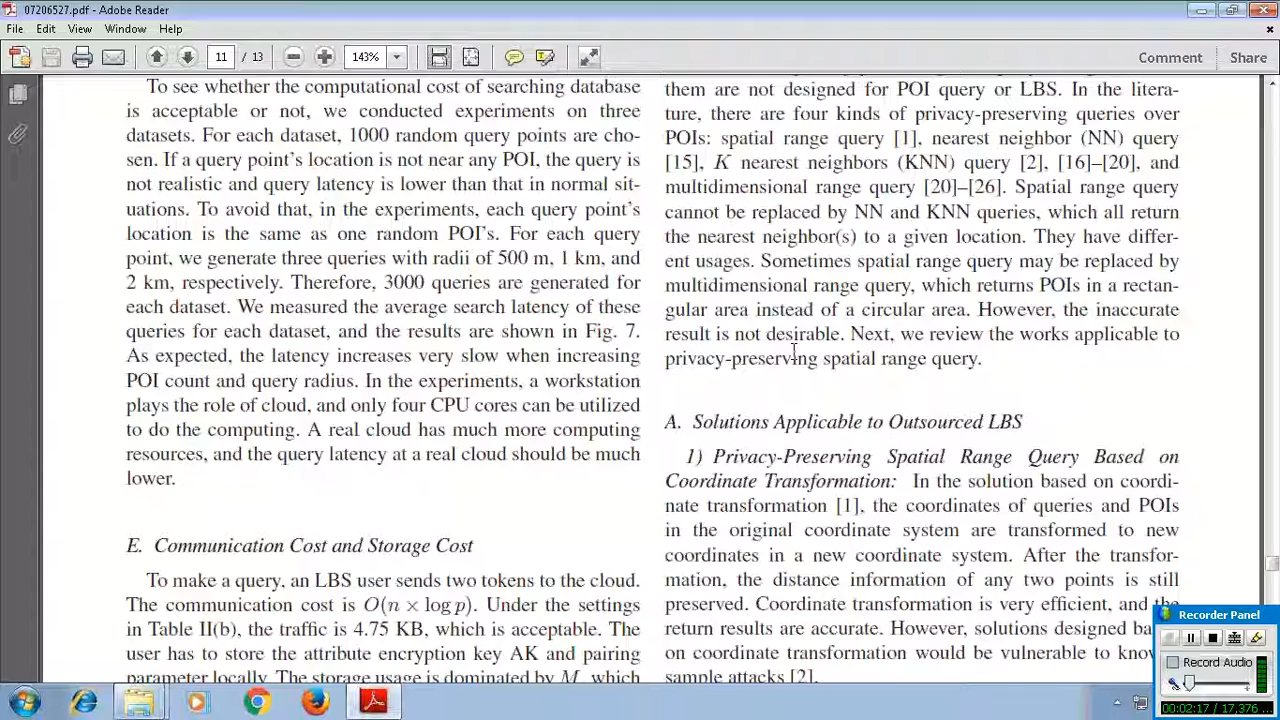 07206527.pdf - Adobe Reader
File Edit View Window Help
11 / 13 143% Comment Share
To see whether the computational cost of searching database
is acceptable or not, we conducted experiments on three
datasets. For each dataset, 1000 random query points are cho-
sen. If a query point's location is not near any POI, the query is
not realistic and query latency is lower than that in normal sit-
uations. To avoid that, in the experiments, each query point's
location is the same as one random POI's. For each query
point, we generate three queries with radii of 500 m, 1 km, and
2 km, respectively. Therefore, 3000 queries are generated for
each dataset. We measured the average search latency of these
queries for each dataset, and the results are shown in Fig. 7.
As expected, the latency increases very slow when increasing
POI count and query radius. In the experiments, a workstation
plays the role of cloud, and only four CPU cores can be utilized
to do the computing. A real cloud has much more computing
resources, and the query latency at a real cloud should be much
lower.
E. Communication Cost and Storage Cost
To make a query, an LBS user sends two tokens to the cloud.
The communication cost is O(n × log p). Under the settings
in Table II(b), the traffic is 4.75 KB, which is acceptable. The
user has to store the attribute encryption key AK and pairing
parameter locally. The storage usage is dominated by M, which
them are not designed for POI query or LBS. In the litera-
ture, there are four kinds of privacy-preserving queries over
POIs: spatial range query [1], nearest neighbor (NN) query
[15], K nearest neighbors (KNN) query [2], [16]–[20], and
multidimensional range query [20]–[26]. Spatial range query
cannot be replaced by NN and KNN queries, which all return
the nearest neighbor(s) to a given location. They have differ-
ent usages. Sometimes spatial range query may be replaced by
multidimensional range query, which returns POIs in a rectan-
gular area instead of a circular area. However, the inaccurate
result is not desirable. Next, we review the works applicable to
privacy-preserving spatial range query.
A. Solutions Applicable to Outsourced LBS
1) Privacy-Preserving Spatial Range Query Based on
Coordinate Transformation: In the solution based on coordi-
nate transformation [1], the coordinates of queries and POIs
in the original coordinate system are transformed to new
coordinates in a new coordinate system. After the transfor-
mation, the distance information of any two points is still
preserved. Coordinate transformation is very efficient, and the
return results are accurate. However, solutions designed ba
on coordinate transformation would be vulnerable to know
sample attacks [2].
Recorder Panel
Record Audio
00:02:17 / 17,376 ...